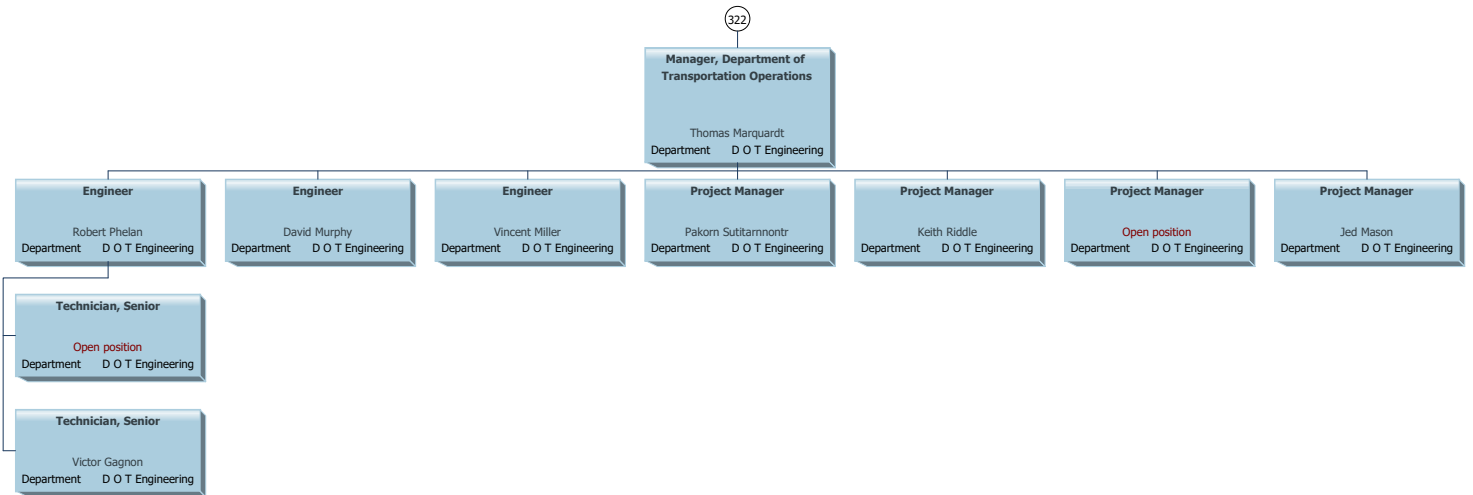 322
Manager, Department of
Transportation Operations
Thomas Marquardt
Department D O T Engineering
Engineer
Robert Phelan
Department D O T Engineering
Engineer
David Murphy
Department D O T Engineering
Engineer
Vincent Miller
Department D O T Engineering
Project Manager
Pakorn Sutitarnnontr
Department D O T Engineering
Project Manager
Keith Riddle
Department D O T Engineering
Project Manager
Open position
Department D O T Engineering
Project Manager
Jed Mason
Department D O T Engineering
Technician, Senior
Open position
Department D O T Engineering
Technician, Senior
Victor Gagnon
Department D O T Engineering